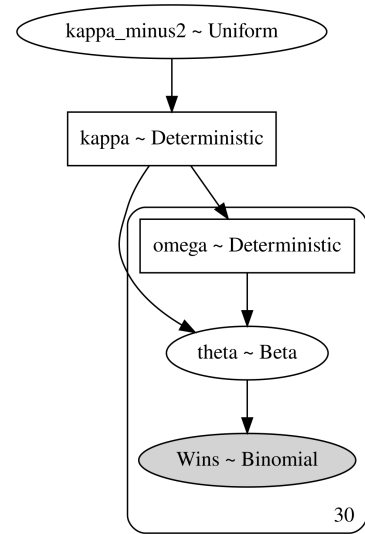 kappa_minus2 ~ Uniform
kappa ~ Deterministic
omega ~ Deterministic
theta ~ Beta
Wins ~ Binomial
30